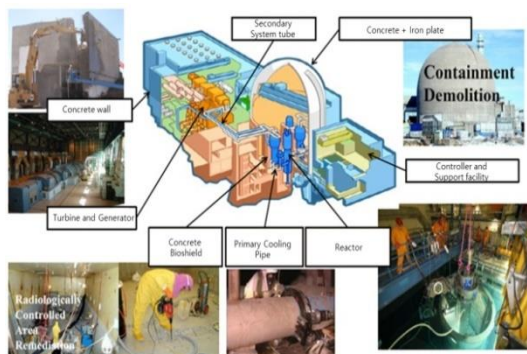 Secondary
System tube
Concrete + Iron plate
Containment
Demolition
Concrete wall
Controller and
Support facility
Turbine and Generator
Concrete
Bioshield
Primary Cooling
Pipe
Reactor
Radiologically
Controlled
Area
Remediation